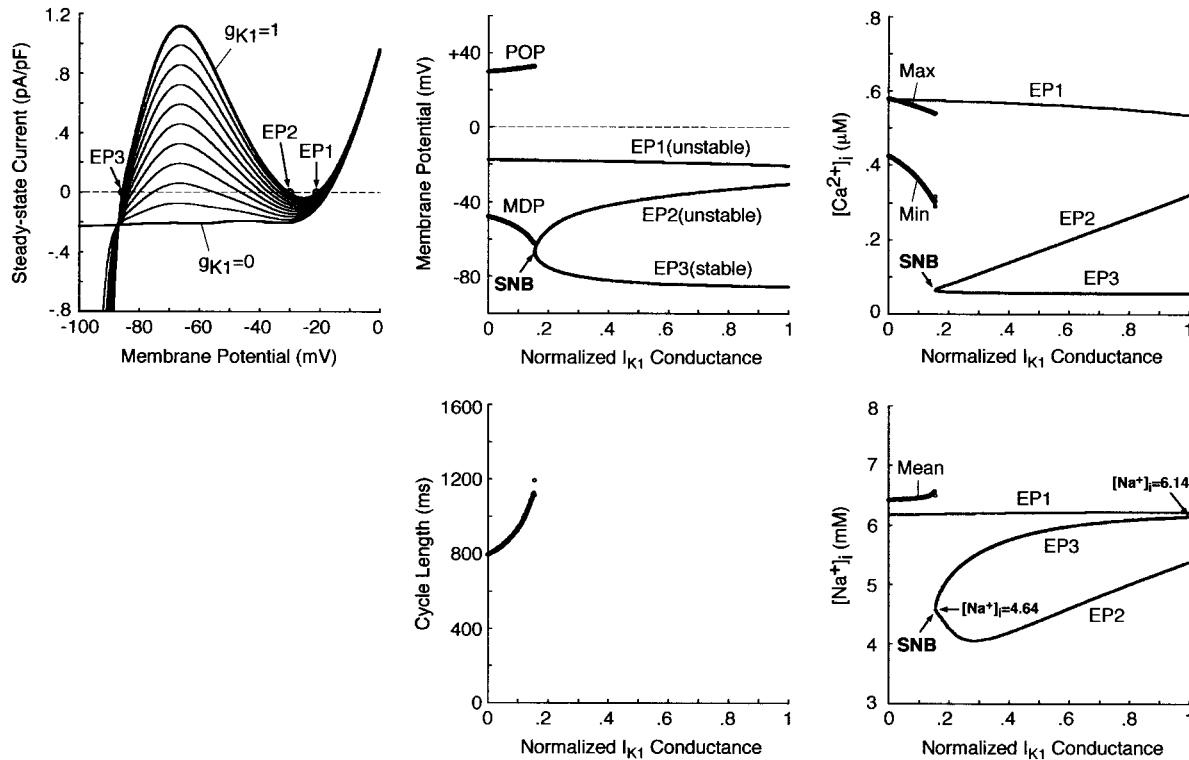 Steady-state Current (pA/pF)
1.2
.8
.4
0
-.4
-.8
gK1=1
EP3
EP2
EP1
gK1=0
-100
-80
-60
-40
-20
0
Membrane Potential (mV)
Membrane Potential (mV)
+40
0
-40
-80
POP
EP1(unstable)
MDP
EP2(unstable)
SNB
EP3(stable)
0
.2
.4
.6
.8
1
Normalized IK1 Conductance
[Ca2+]i (μM)
.8
.6
.4
.2
0
Max
EP1
Min
EP2
SNB
EP3
0
.2
.4
.6
.8
1
Normalized IK1 Conductance
Cycle Length (ms)
1600
1200
800
400
0
0
.2
.4
.6
.8
1
Normalized IK1 Conductance
[Na+]i (mM)
8
7
6
5
4
3
Mean
EP1
[Na+]i=6.14
EP3
[Na+]i=4.64
EP2
SNB
0
.2
.4
.6
.8
1
Normalized IK1 Conductance